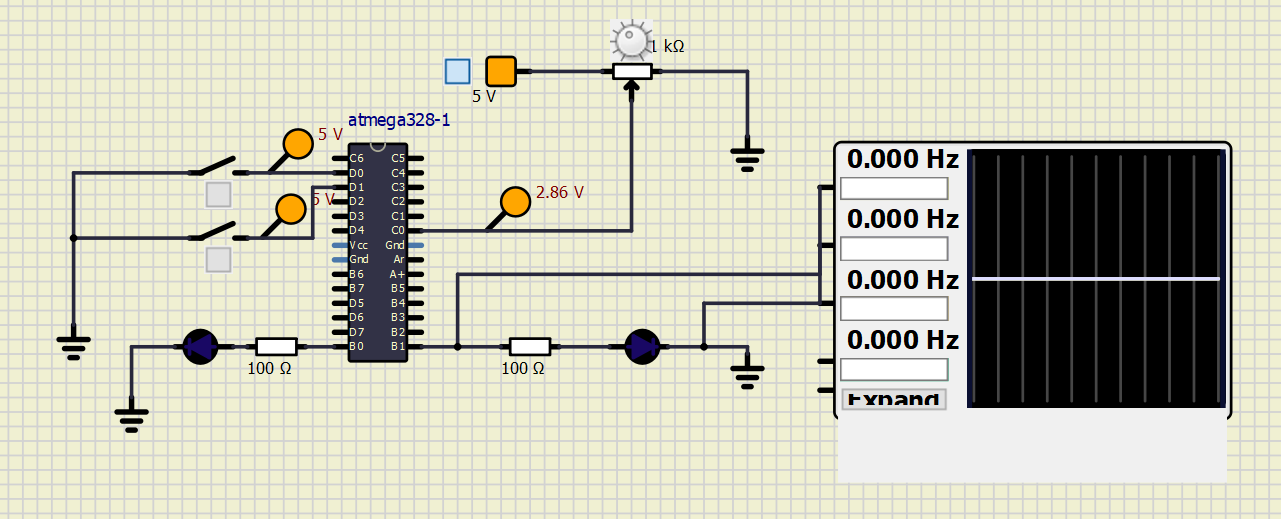 1 kΩ
5 V
atmega328-1
5 V
5 V
2.86 V
C6 C5
D0 C4
D1 C3
D2 C2
D3 C1
D4 C0
Vcc Gnd
Gnd Ar
B6 A+
B7 B5
D5 B4
D6 B3
D7 B2
B0 B1
100 Ω
100 Ω
0.000 Hz
0.000 Hz
0.000 Hz
0.000 Hz
Expand